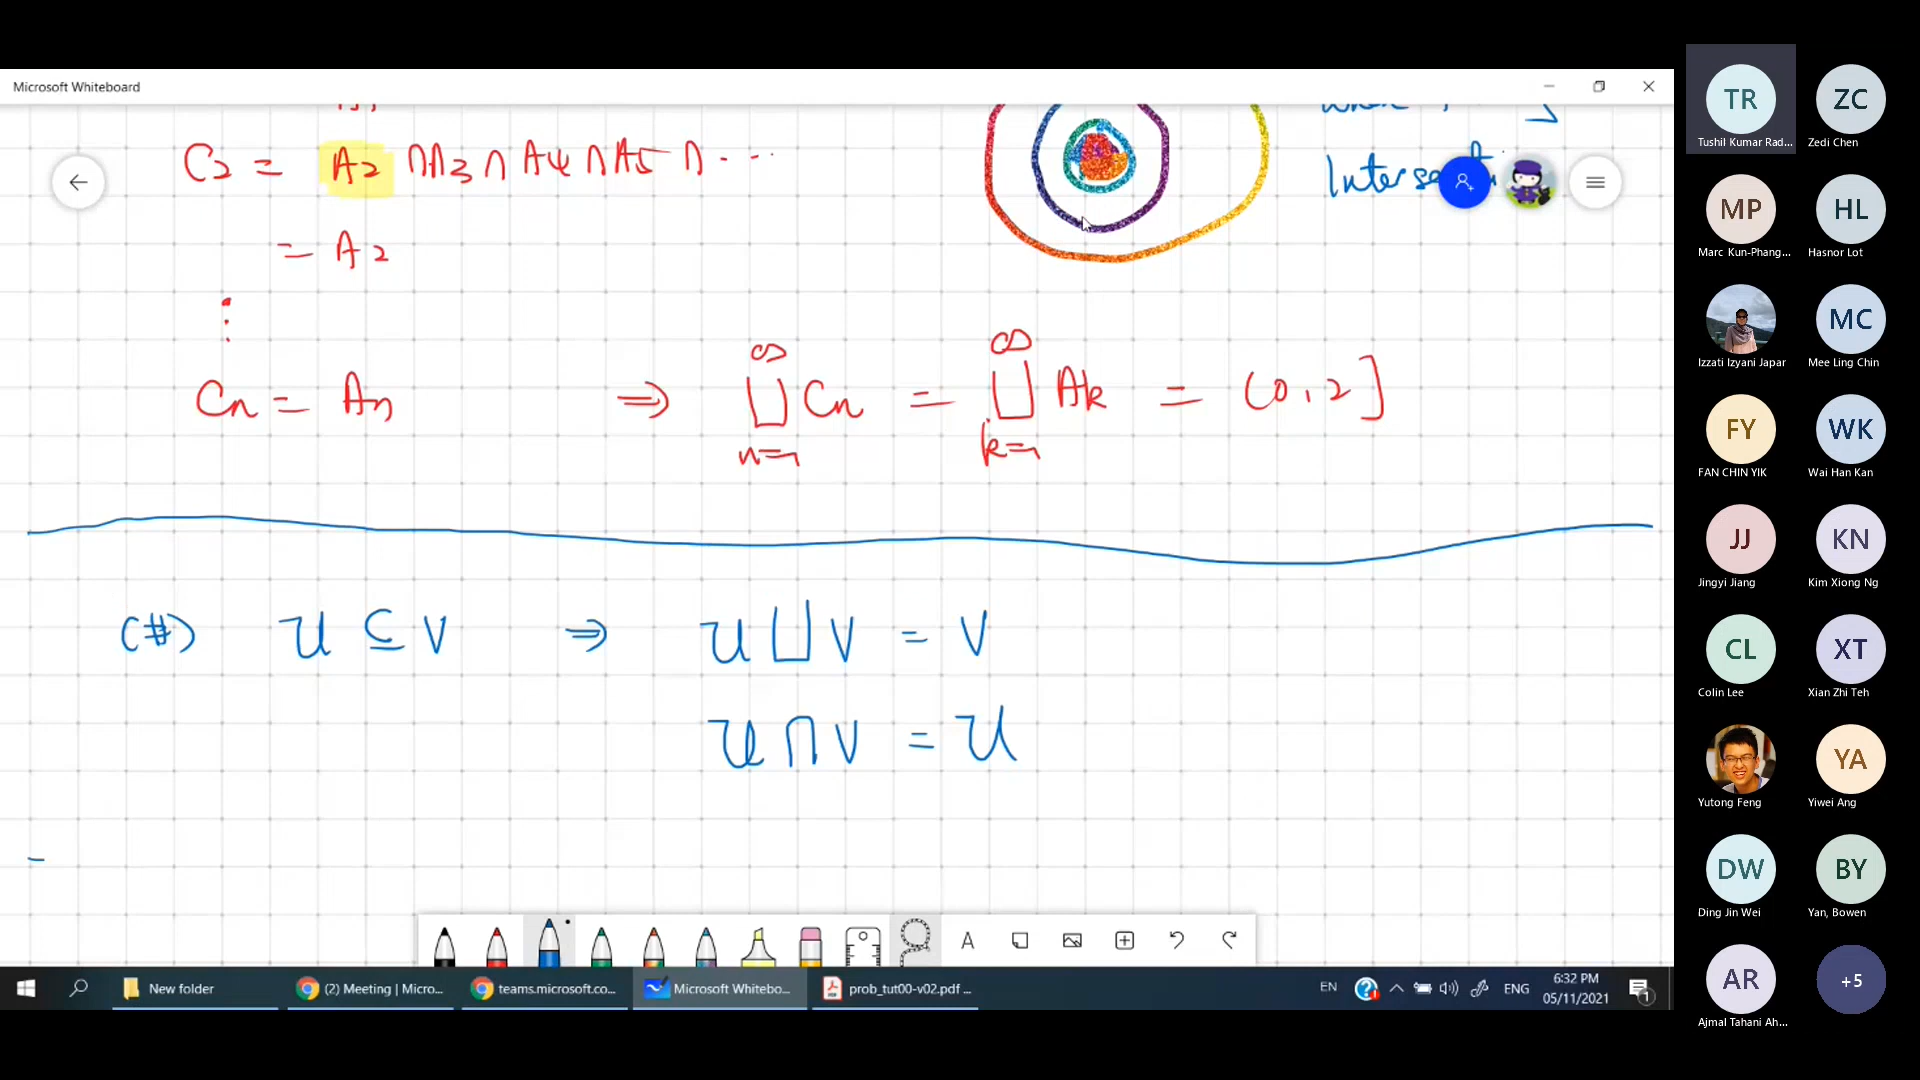 Microsoft Whiteboard
C₂ = A₂ ∩ A₃ ∩ A₄ ∩ A₅ ∩ ...
= A₂
⋮
Cn = An ⇒ ∞ ⋃ n=1 Cn = ∞ ⋃ k=1 Ak = (0,2]
(#) U ⊆ V ⇒ U ⋃ V = V
U ∩ V = U
TR
Tushil Kumar Rad...
ZC
Zedi Chen
MP
Marc Kun-Phang...
HL
Hasnor Lot
Izzati Izyani Japar
MC
Mee Ling Chin
FY
FAN CHIN YIK
WK
Wai Han Kan
JJ
Jingyi Jiang
KN
Kim Xiong Ng
CL
Colin Lee
XT
Xian Zhi Teh
Yutong Feng
YA
Yiwei Ang
DW
Ding Jin Wei
BY
Yan, Bowen
AR
Ajmal Tahani Ah...
+5
New folder
(2) Meeting | Micro...
teams.microsoft.co...
Microsoft Whitebo...
prob_tut00-v02.pdf ...
EN
ENG
6:32 PM
05/11/2021
1